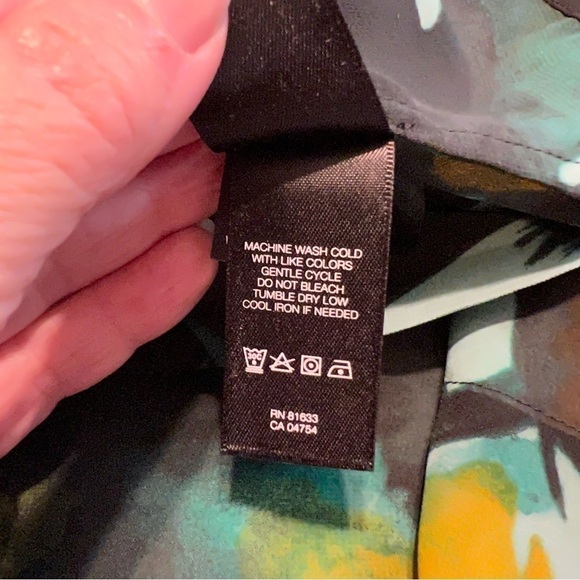 MACHINE WASH COLD
WITH LIKE COLORS
GENTLE CYCLE
DO NOT BLEACH
TUMBLE DRY LOW
COOL IRON IF NEEDED
30C
RN 81633
CA 04754